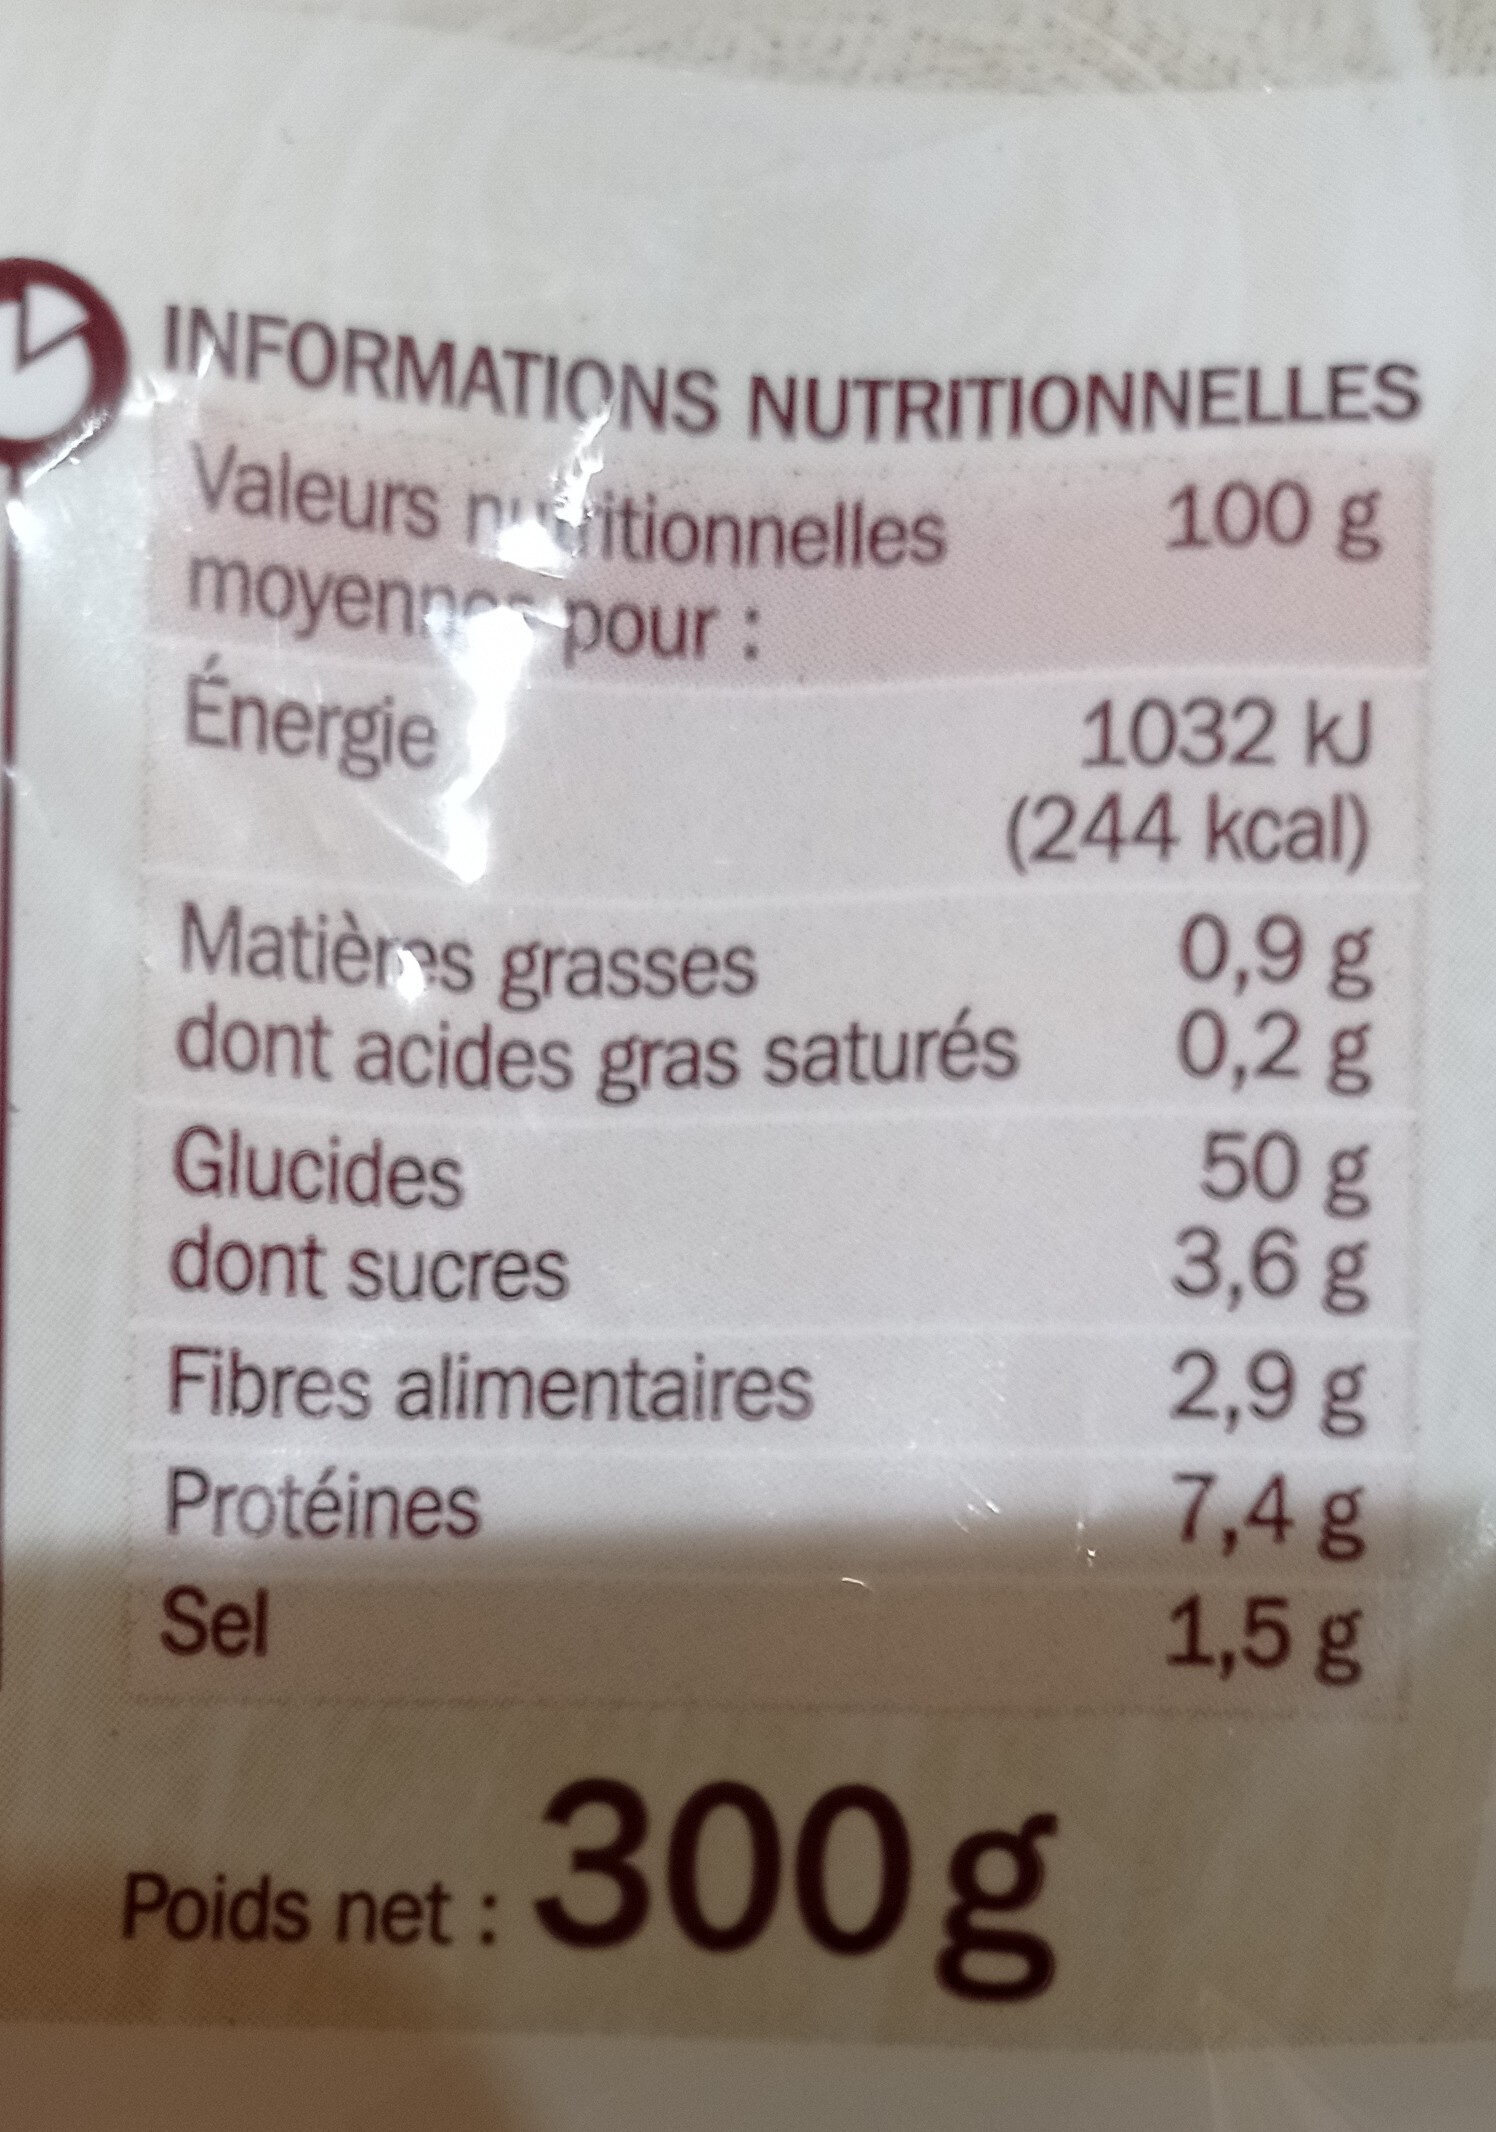 INFORMATIONS NUTRITIONNELLES
Valeurs nutritionnelles 100 g
moyennes pour :
Énergie 1032 kJ
(244 kcal)
Matières grasses 0,9 g
dont acides gras saturés 0,2 g
Glucides 50 g
dont sucres 3,6 g
Fibres alimentaires 2,9 g
Protéines 7,4 g
Sel 1,5 g
Poids net : 300g